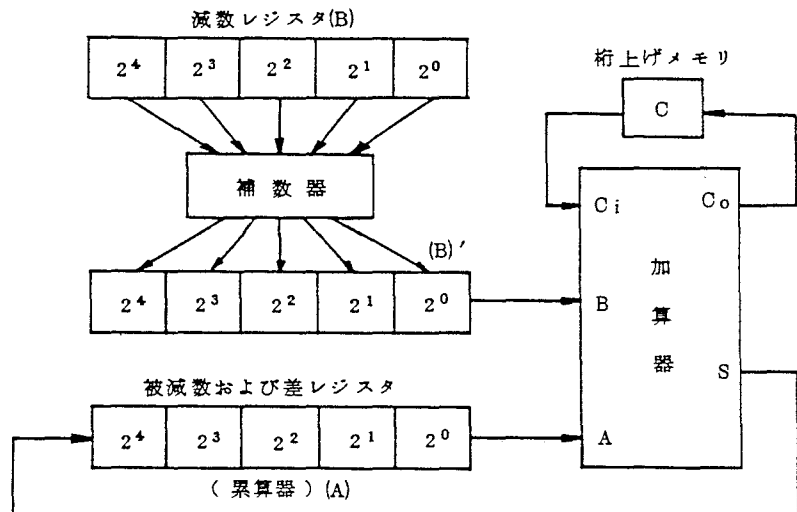 減数レジスタ(B)
2⁴ 2³ 2² 2¹ 2⁰
補数器
(B)′
2⁴ 2³ 2² 2¹ 2⁰
被減数および差レジスタ
2⁴ 2³ 2² 2¹ 2⁰
(累算器)(A)
桁上げメモリ
C
Ci Co
加算器
B
S
A